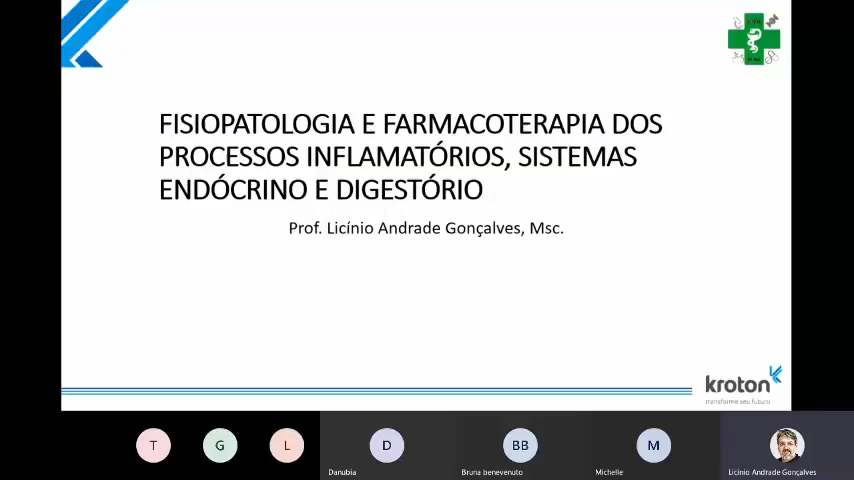 FISIOPATOLOGIA E FARMACOTERAPIA DOS
PROCESSOS INFLAMATÓRIOS, SISTEMAS
ENDÓCRINO E DIGESTÓRIO
Prof. Licínio Andrade Gonçalves, Msc.
kroton
transforme seu futuro
T
G
L
D
BB
M
Danubia
Bruna benevenuto
Michelle
Licinio Andrade Gonçalves